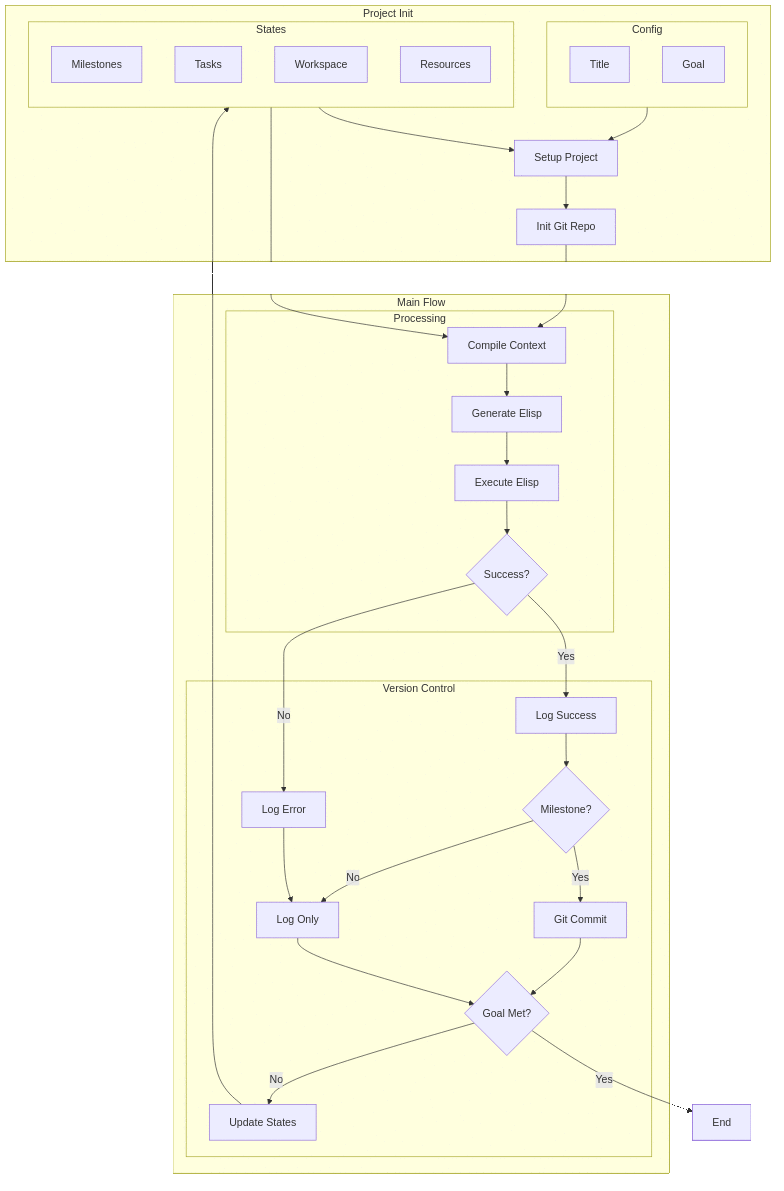 Project Init
States
Config
Milestones
Tasks
Workspace
Resources
Title
Goal
Setup Project
Init Git Repo
Main Flow
Processing
Compile Context
Generate Elisp
Execute Elisp
Success?
Yes
Version Control
No
Log Success
Log Error
Milestone?
No
Yes
Log Only
Git Commit
Goal Met?
No
Yes
Update States
End